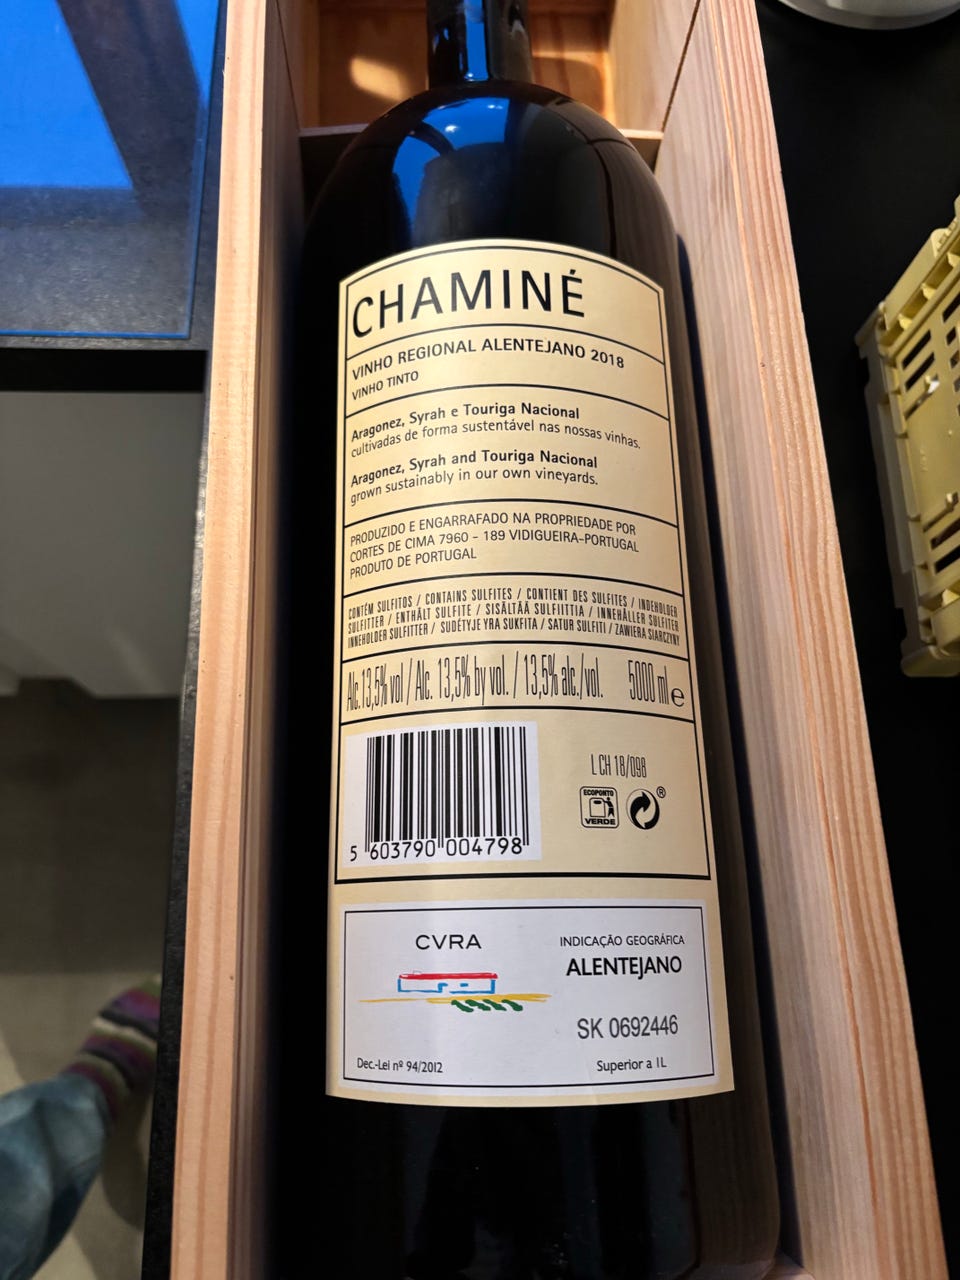 CHAMINÉ
VINHO REGIONAL ALENTEJANO 2018
VINHO TINTO
Aragonez, Syrah e Touriga Nacional
cultivadas de forma sustentável nas nossas vinhas.
Aragonez, Syrah and Touriga Nacional
grown sustainably in our own vineyards.
PRODUZIDO E ENGARRAFADO NA PROPRIEDADE POR
CORTES DE CIMA 7960 - 189 VIDIGUEIRA-PORTUGAL
PRODUTO DE PORTUGAL
CONTÉM SULFITOS / CONTAINS SULFITES / CONTIENT DES SULFITES / INDEHOLDER
SULFITTER / ENTHÄLT SULFITE / SISÄLTÄÄ SULFIITTIA / INNEHÅLLER SULFITER
INNEHOLDER SULFITTER / SUDĖTYJE YRA SUKFITA / SATUR SULFITI / ZAWIERA SIARCZYNY
Alc.13,5% vol / Alc. 13,5% by vol. / 13,5% alc./vol. 5000 ml e
L CH 18/098
ECOPONTO
VERDE
®
5 603790 004798
CVRA
INDICAÇÃO GEOGRÁFICA
ALENTEJANO
SK 0692446
Dec.-Lei nº 94/2012
Superior a 1L